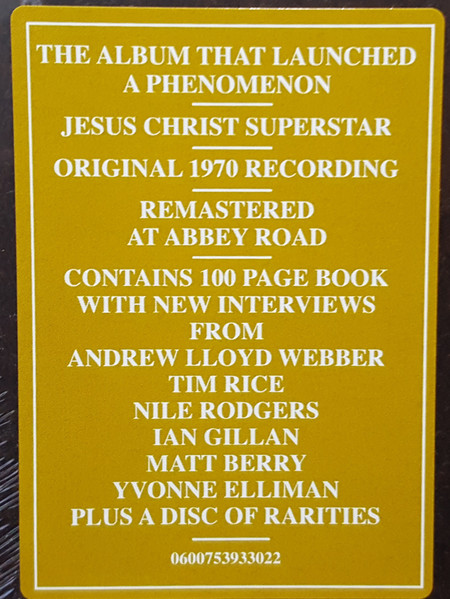 THE ALBUM THAT LAUNCHED
A PHENOMENON
JESUS CHRIST SUPERSTAR
ORIGINAL 1970 RECORDING
REMASTERED
AT ABBEY ROAD
CONTAINS 100 PAGE BOOK
WITH NEW INTERVIEWS
FROM
ANDREW LLOYD WEBBER
TIM RICE
NILE RODGERS
IAN GILLAN
MATT BERRY
YVONNE ELLIMAN
PLUS A DISC OF RARITIES
0600753933022